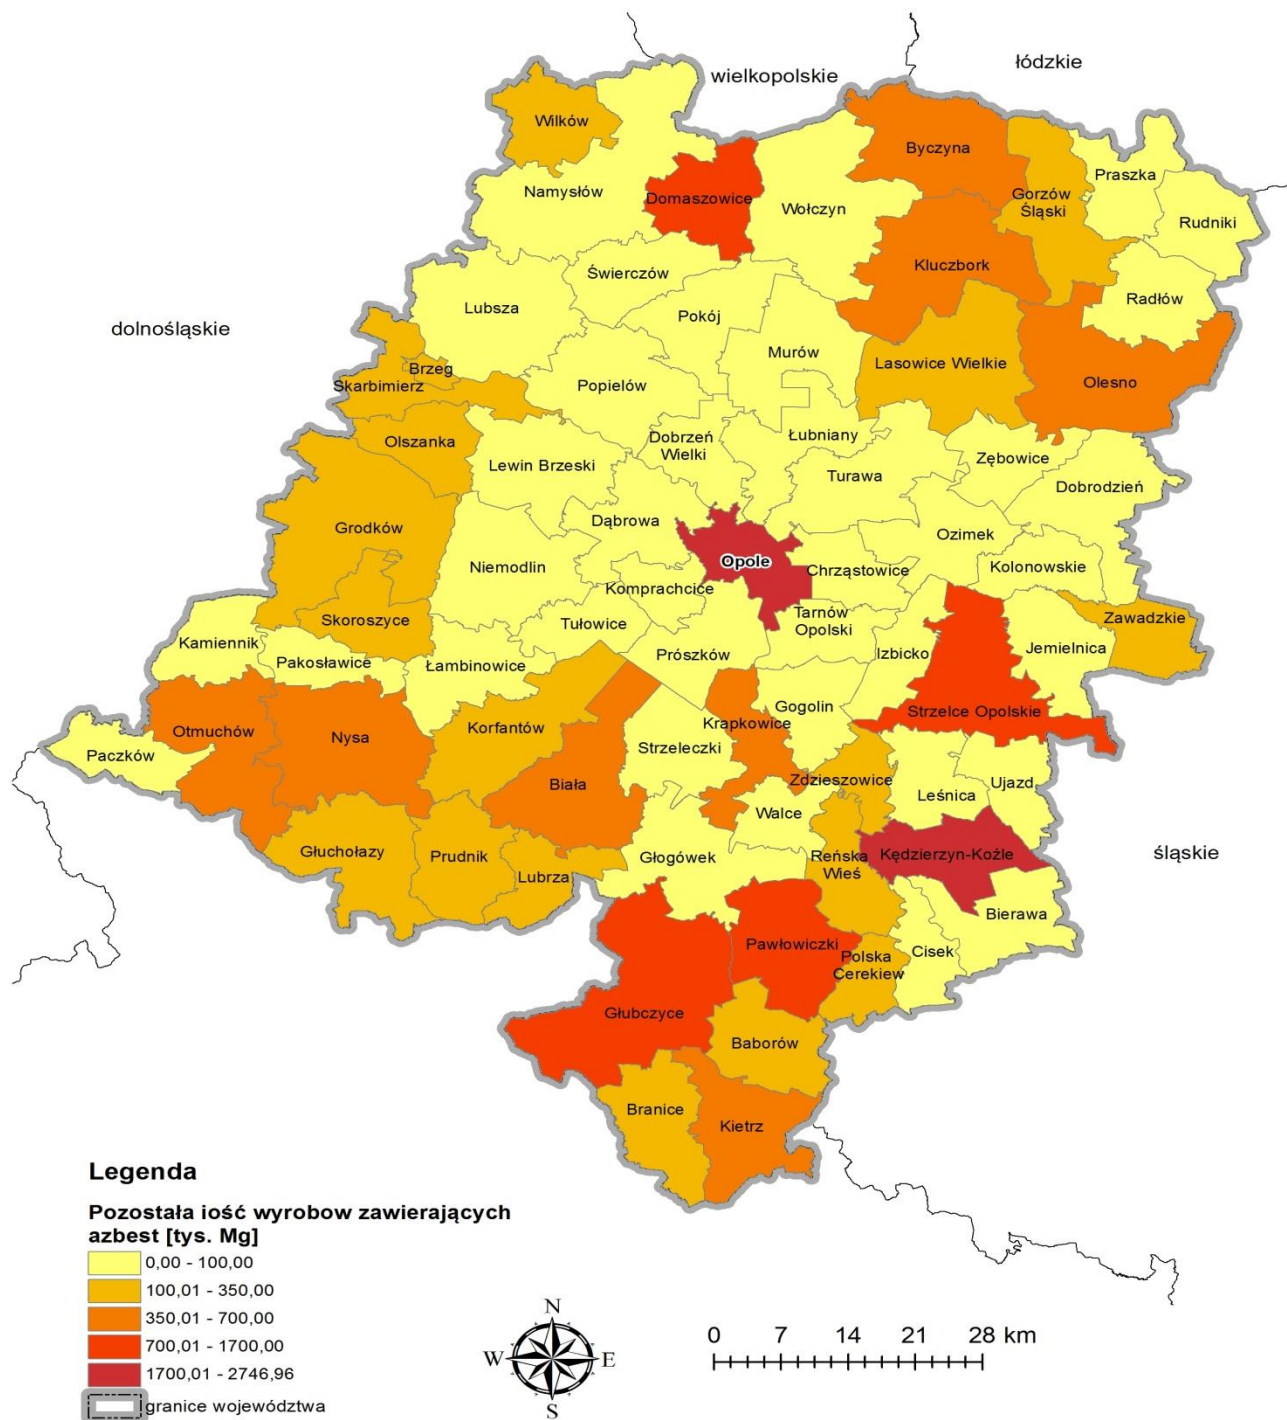 łódzkie
wielkopolskie
Wilków
Byczyna
Praszka
Namysłów
Domaszowice
Wołczyn
Gorzów
Śląski
Rudniki
Kluczbork
Świerczów
Radłów
Lubsza
Pokój
dolnośląskie
Murów
Lasowice Wielkie
Brzeg
Skarbimierz
Popielów
Olesno
Olszanka
Dobrzeń
Wielki
Łubniany
Lewin Brzeski
Zębowice
Turawa
Dobrodzień
Grodków
Dąbrowa
Ozimek
Opole
Niemodlin
Chrząstowice
Kolonowskie
Komprachcice
Skoroszyce
Tułowice
Tarnów
Opolski
Zawadzkie
Kamiennik
Pakosławice
Łambinowice
Prószków
Izbicko
Jemielnica
Otmuchów
Nysa
Korfantów
Krapkowice
Gogolin
Strzelce Opolskie
Paczków
Strzeleczki
Biała
Zdzieszowice
Leśnica
Ujazd
Walce
Głuchołazy
Prudnik
Lubrza
Głogówek
Reńska
Wieś
Kędzierzyn-Koźle
śląskie
Bierawa
Pawłowiczki
Polska
Cerekiew
Cisek
Głubczyce
Baborów
Branice
Kietrz
Legenda
Pozostała iość wyrobow zawierających
azbest [tys. Mg]
0,00 - 100,00
100,01 - 350,00
350,01 - 700,00
700,01 - 1700,00
1700,01 - 2746,96
granice województwa
N
W E
S
0 7 14 21 28 km